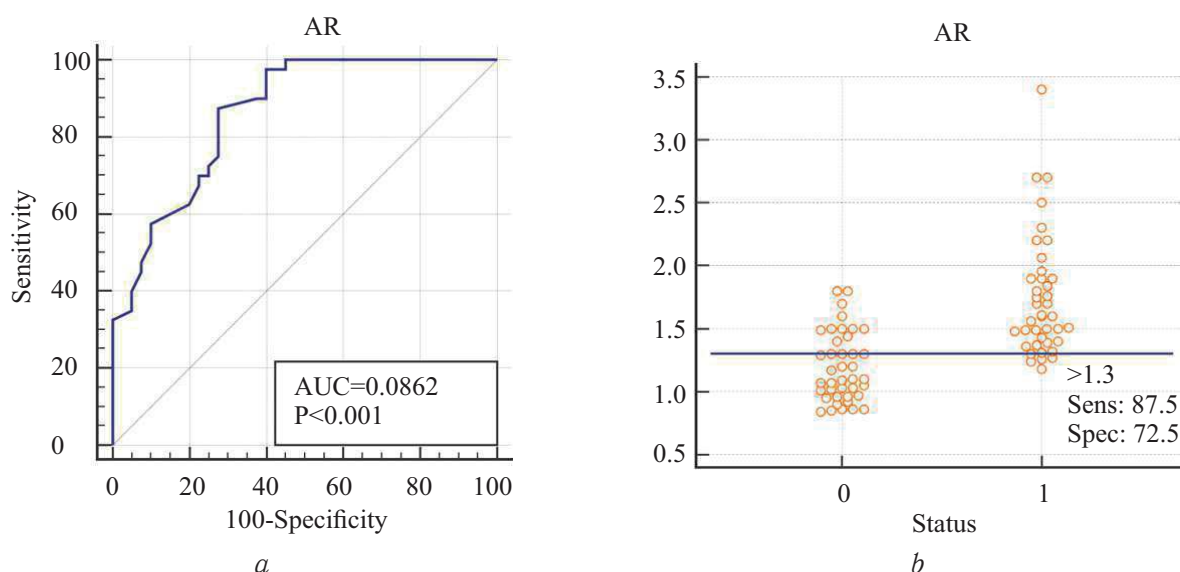 AR
100
80
60
40
20
0
Sensitivity
AUC=0.0862
P<0.001
0 20 40 60 80 100
100-Specificity
a
AR
3.5
3.0
2.5
2.0
1.5
1.0
0.5
>1.3
Sens: 87.5
Spec: 72.5
0 1
Status
b